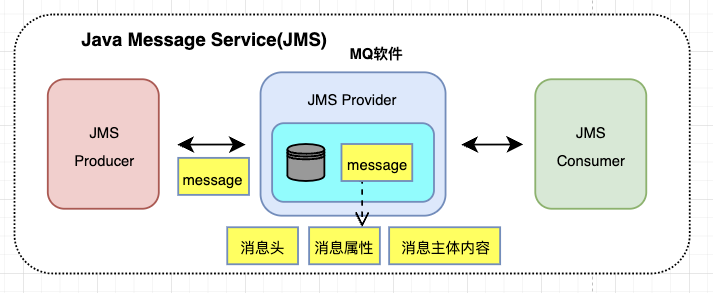 Java Message Service(JMS)
MQ软件
JMS
Producer
message
JMS Provider
message
JMS
Consumer
消息头
消息属性
消息主体内容